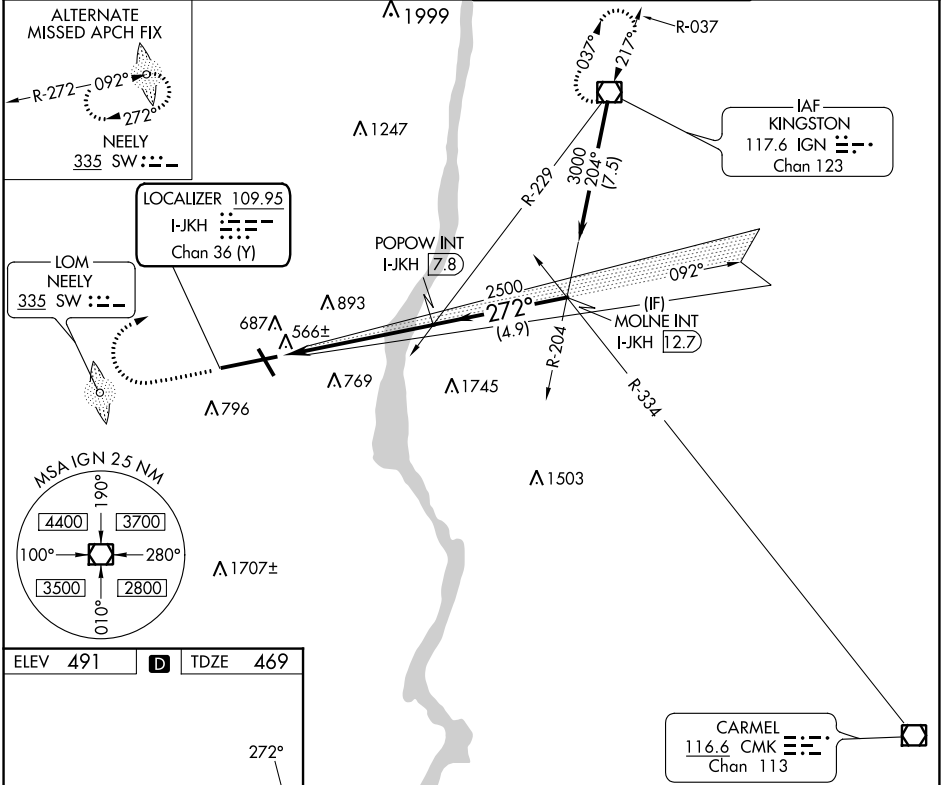 ALTERNATE
MISSED APCH FIX
R-272
092°
272°
NEELY
335 SW
1999
R-037
037°
217°
IAF
KINGSTON
117.6 IGN
Chan 123
1247
3000
204°
(7.5)
R-229
LOCALIZER 109.95
I-JKH
Chan 36 (Y)
POPOW INT
I-JKH 7.8
LOM
NEELY
335 SW
092°
2500
272°
(4.9)
(IF)
MOLNE INT
I-JKH 12.7
893
687
566±
R-204
769
1745
796
R-334
MSA IGN 25 NM
190°
4400
3700
100°
280°
3500
2800
010°
1503
1707±
ELEV 491
D
TDZE 469
272°
CARMEL
116.6 CMK
Chan 113